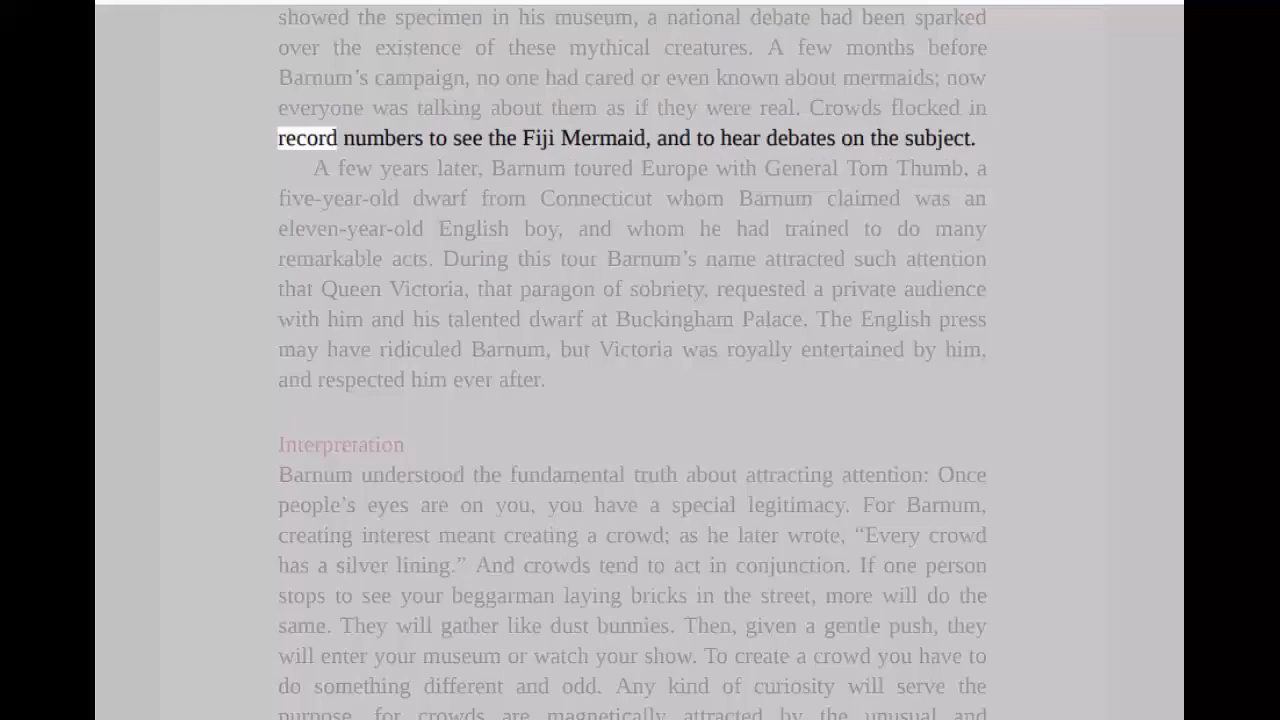 showed the specimen in his museum, a national debate had been sparked
over the existence of these mythical creatures. A few months before
Barnum’s campaign, no one had cared or even known about mermaids; now
everyone was talking about them as if they were real. Crowds flocked in
record numbers to see the Fiji Mermaid, and to hear debates on the subject.
A few years later, Barnum toured Europe with General Tom Thumb, a
five-year-old dwarf from Connecticut whom Barnum claimed was an
eleven-year-old English boy, and whom he had trained to do many
remarkable acts. During this tour Barnum’s name attracted such attention
that Queen Victoria, that paragon of sobriety, requested a private audience
with him and his talented dwarf at Buckingham Palace. The English press
may have ridiculed Barnum, but Victoria was royally entertained by him,
and respected him ever after.
Interpretation
Barnum understood the fundamental truth about attracting attention: Once
people’s eyes are on you, you have a special legitimacy. For Barnum,
creating interest meant creating a crowd; as he later wrote, “Every crowd
has a silver lining.” And crowds tend to act in conjunction. If one person
stops to see your beggarman laying bricks in the street, more will do the
same. They will gather like dust bunnies. Then, given a gentle push, they
will enter your museum or watch your show. To create a crowd you have to
do something different and odd. Any kind of curiosity will serve the
purpose, for crowds are magnetically attracted by the unusual and